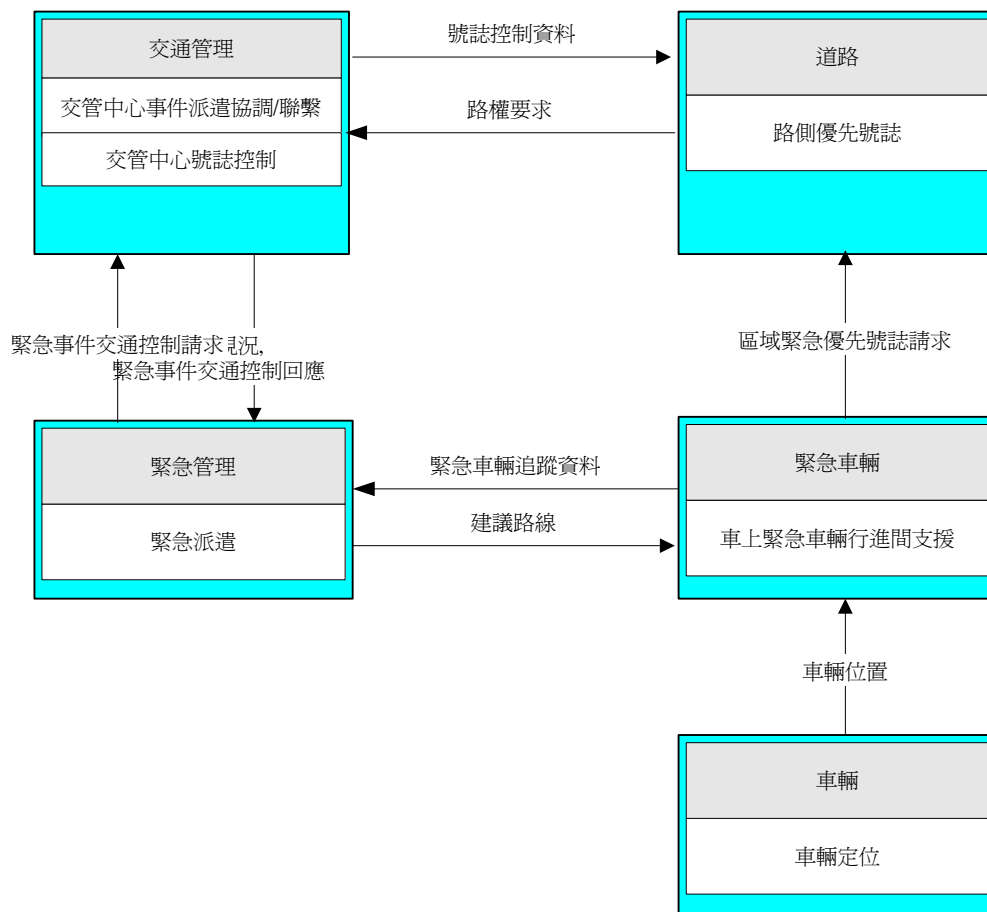 交通管理
交管中心事件派遣協調/聯繫
交管中心號誌控制
號誌控制資料
路權要求
道路
路側優先號誌
緊急事件交通控制請求
況,
緊急事件交通控制回應
區域緊急優先號誌請求
緊急管理
緊急派遣
緊急車輛追蹤資料
建議路線
緊急車輛
車上緊急車輛行進間支援
車輛位置
車輛
車輛定位